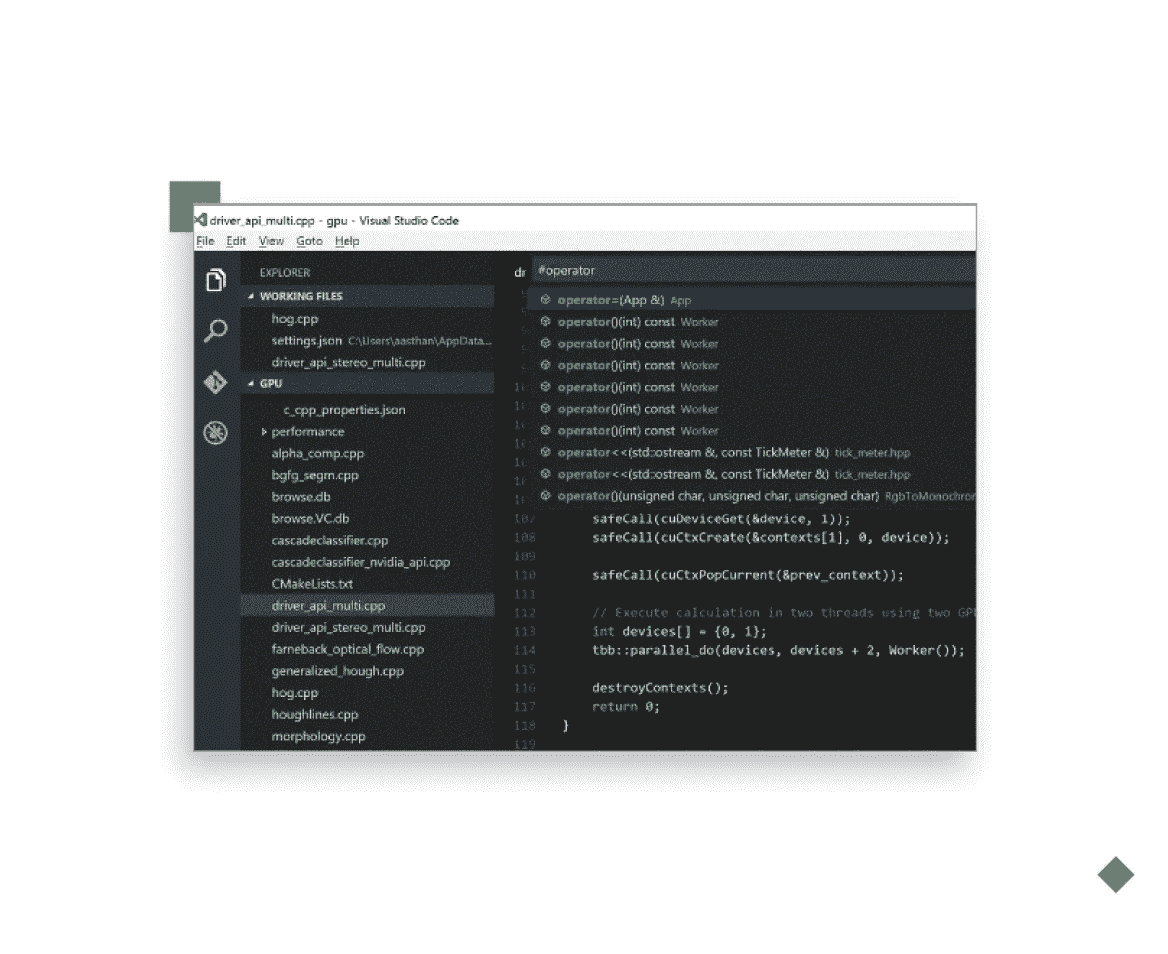 driver_api_multi.cpp - gpu - Visual Studio Code
File Edit View Goto Help
EXPLORER
WORKING FILES
hog.cpp
settings.json C:\Users\aasthan\AppData...
driver_api_stereo_multi.cpp
GPU
c_cpp_properties.json
performance
alpha_comp.cpp
bgfg_segm.cpp
browse.db
browse.VC.db
cascadeclassifier.cpp
cascadeclassifier_nvidia_api.cpp
CMakeLists.txt
driver_api_multi.cpp
driver_api_stereo_multi.cpp
farneback_optical_flow.cpp
generalized_hough.cpp
hog.cpp
houghlines.cpp
morphology.cpp
dr #operator
operator=(App &) App
operator()(int) const Worker
operator()(int) const Worker
operator()(int) const Worker
operator()(int) const Worker
operator()(int) const Worker
operator()(int) const Worker
operator<<(std::ostream &, const TickMeter &) tick_meter.hpp
operator<<(std::ostream &, const TickMeter &) tick_meter.hpp
operator()(unsigned char, unsigned char, unsigned char) RgbToMonochro
107 safeCall(cuDeviceGet(&device, 1));
108 safeCall(cuCtxCreate(&contexts[1], 0, device));
109
110 safeCall(cuCtxPopCurrent(&prev_context));
111
112 // Execute calculation in two threads using two GP
113 int devices[] = {0, 1};
114 tbb::parallel_do(devices, devices + 2, Worker());
115
116 destroyContexts();
117 return 0;
118 }
119